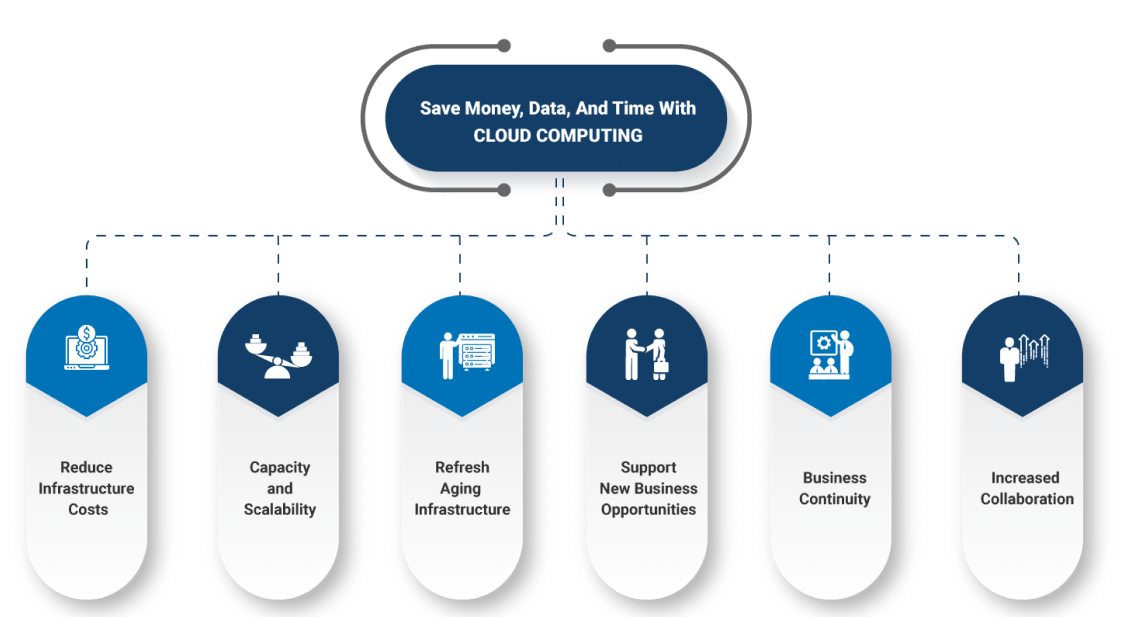 Save Money, Data, And Time With
CLOUD COMPUTING
$
Reduce
Infrastructure
Costs
Capacity
and
Scalability
Refresh
Aging
Infrastructure
Support
New Business
Opportunities
Business
Continuity
Increased
Collaboration